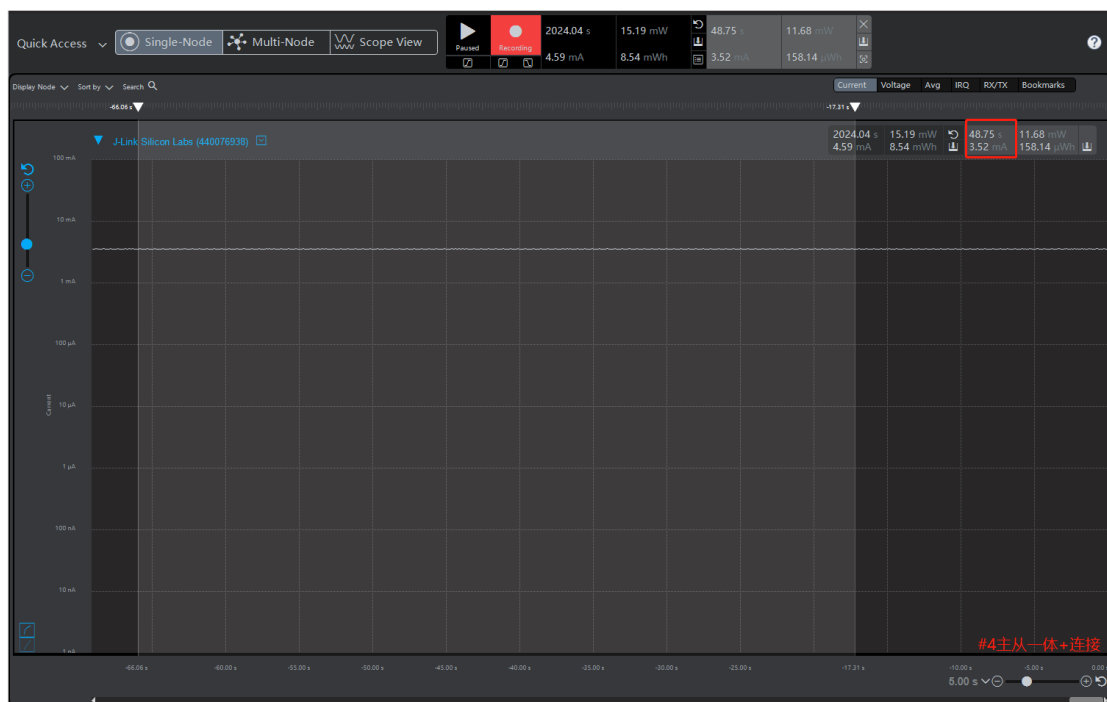 Quick Access Single-Node Multi-Node Scope View
Paused Recording
2024.04 s 15.19 mW 48.75 s 11.68 mW
4.59 mA 8.54 mWh 3.52 mA 158.14 µWh
Display Node Sort by Search
Current Voltage Avg IRQ RX/TX Bookmarks
-66.06 s -17.31 s
J-Link Silicon Labs (440076938)
2024.04 s 15.19 mW 48.75 s 11.68 mW
4.59 mA 8.54 mWh 3.52 mA 158.14 µWh
100 mA
10 mA
1 mA
100 µA
10 µA
Current
1 µA
100 nA
10 nA
1 nA
#4主从一体+连接
-66.06 s -60.00 s -55.00 s -50.00 s -45.00 s -40.00 s -35.00 s -30.00 s -25.00 s -17.31 s -10.00 s -5.00 s 0.00
5.00 s